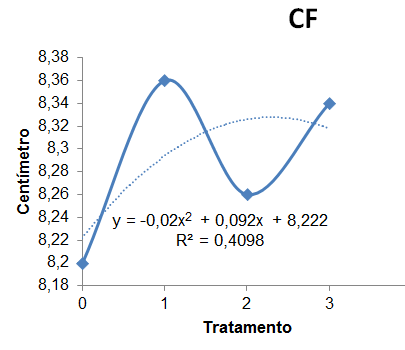 CF
8,38
8,36
8,34
8,32
8,3
8,28
8,26
8,24
8,22
8,2
8,18
Centímetro
y = -0,02x² + 0,092x + 8,222
R² = 0,4098
0 1 2 3
Tratamento